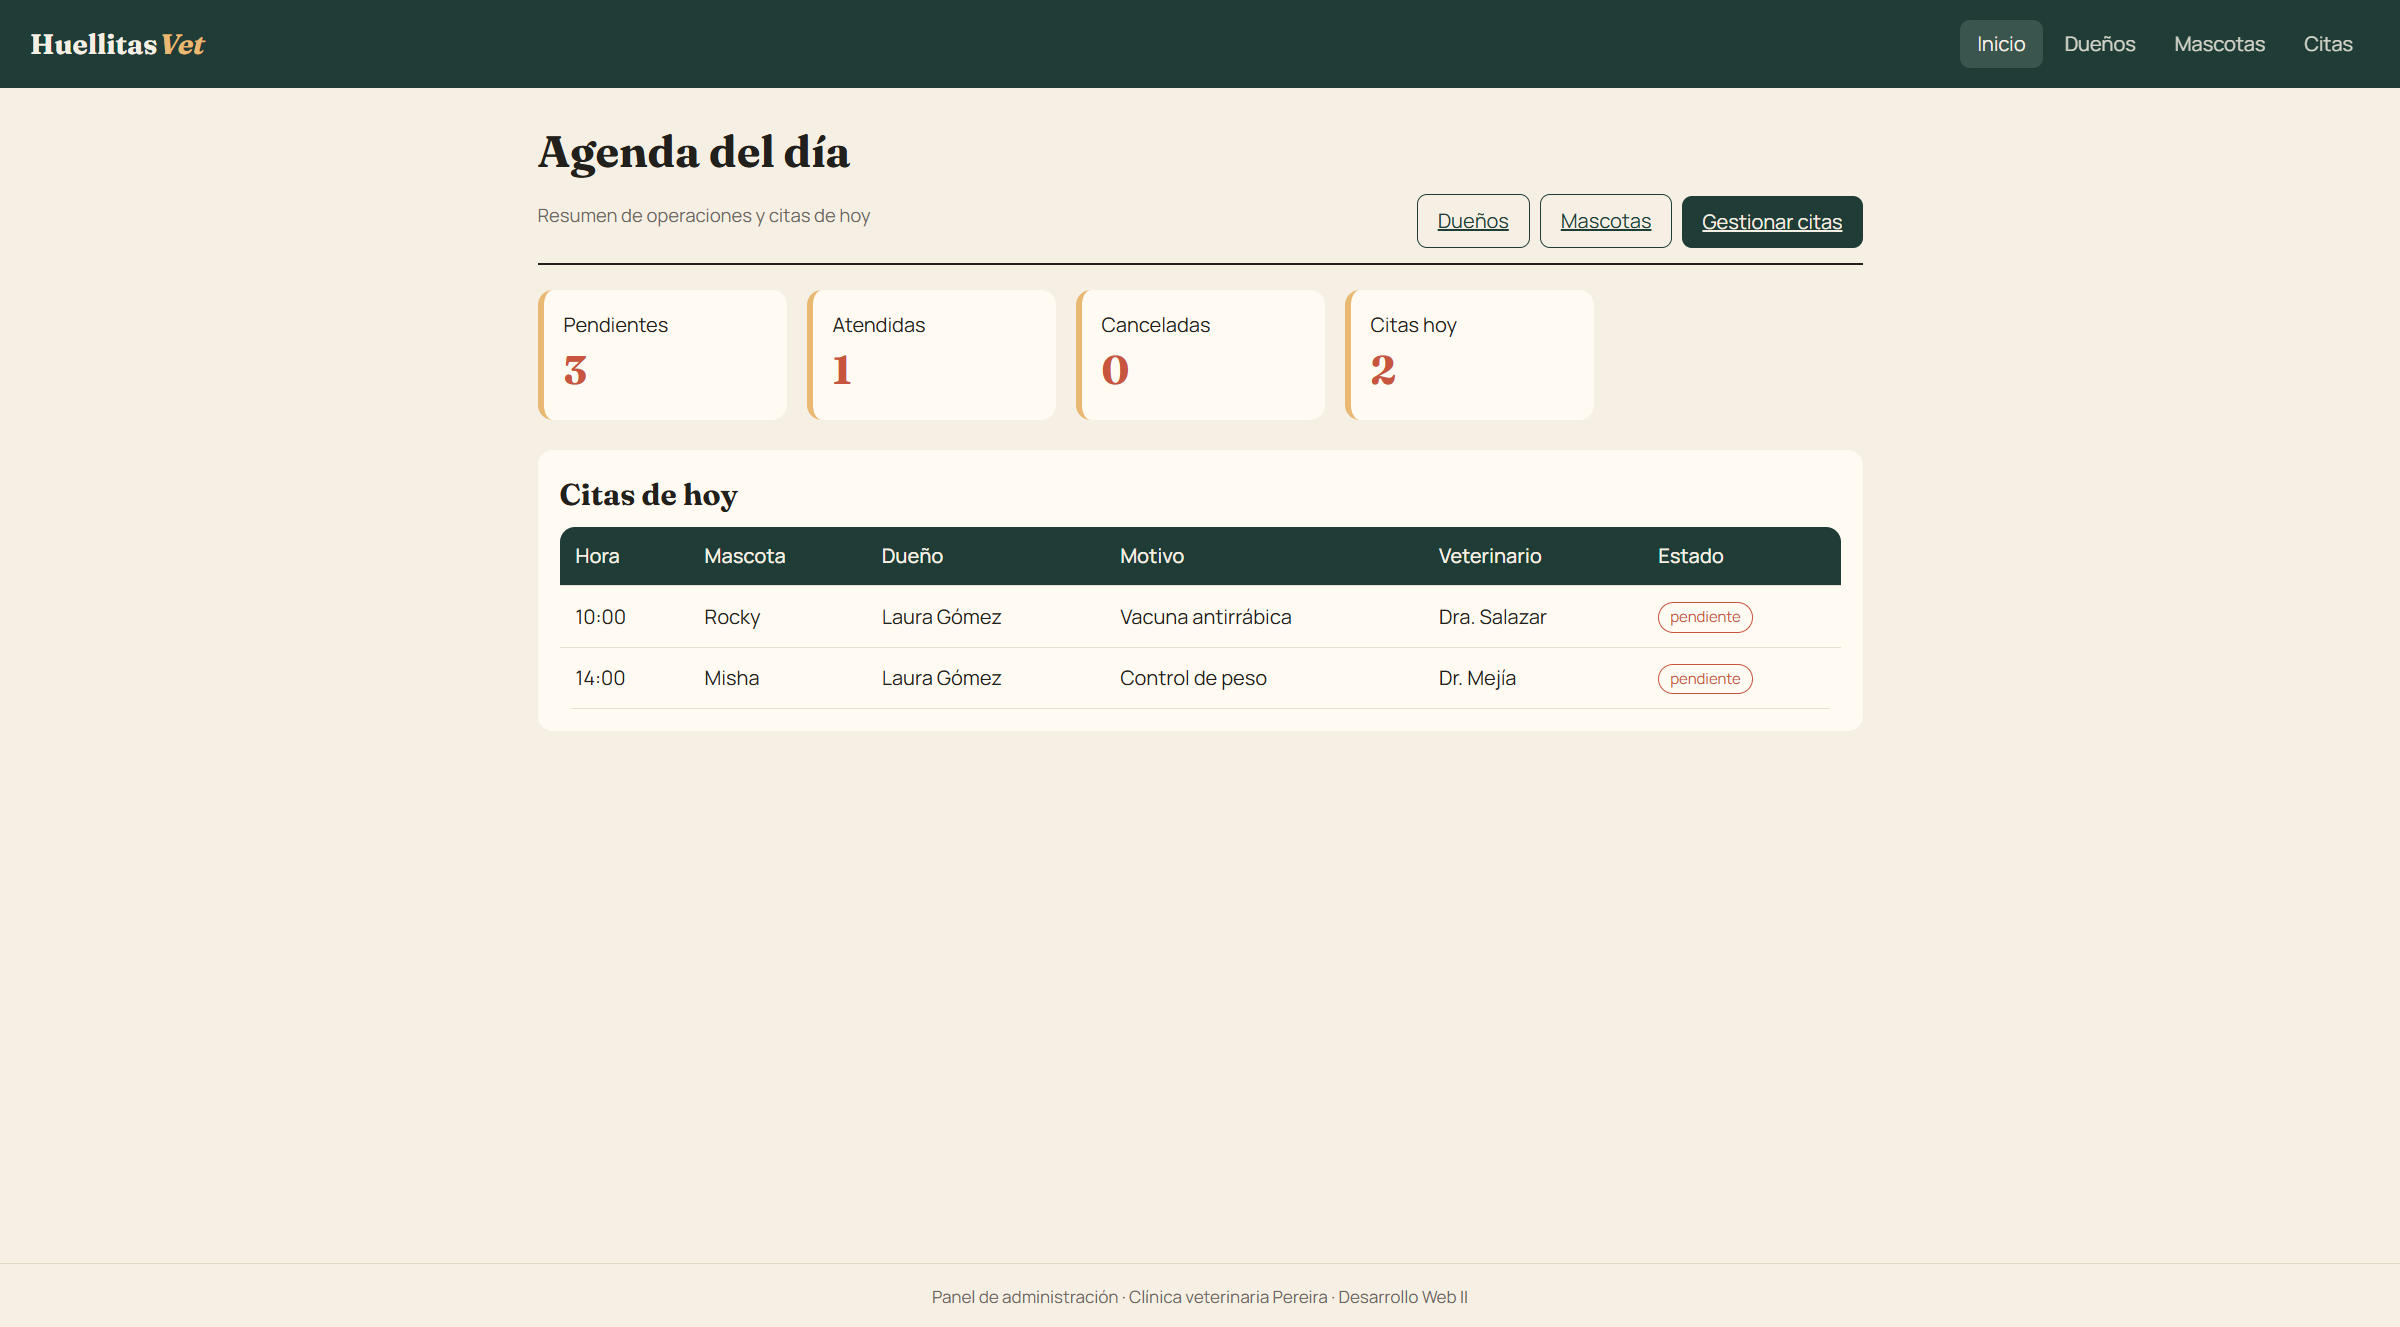 HuellitasVet Inicio Dueños Mascotas Citas
Agenda del día
Resumen de operaciones y citas de hoy
Dueños Mascotas Gestionar citas
Pendientes Atendidas Canceladas Citas hoy
3 1 0 2
Citas de hoy
Hora Mascota Dueño Motivo Veterinario Estado
10:00 Rocky Laura Gómez Vacuna antirrábica Dra. Salazar pendiente
14:00 Misha Laura Gómez Control de peso Dr. Mejía pendiente
Panel de administración · Clínica veterinaria Pereira · Desarrollo Web II